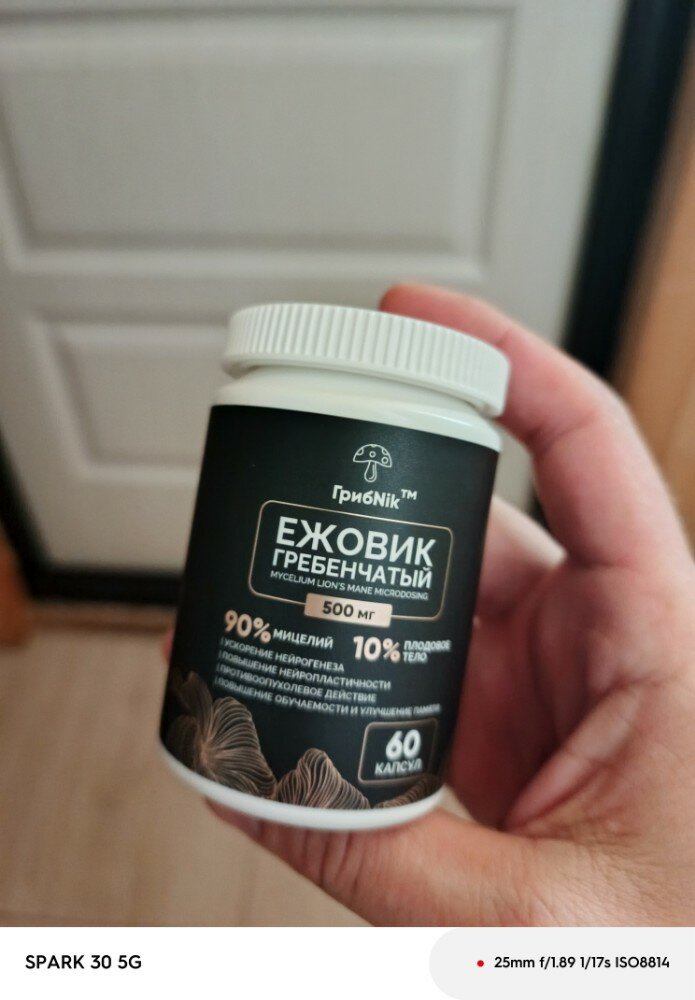 ГрибNik™
ЕЖОВИК
ГРЕБЕНЧАТЫЙ
MYCELIUM LION'S MANE MICRODOSING
500 МГ
90% МИЦЕЛИЙ
10% ПЛОДОВОЕ
ТЕЛО
УСКОРЕНИЕ НЕЙРОГЕНЕЗА
ПОВЫШЕНИЕ НЕЙРОПЛАСТИЧНОСТИ
ПРОТИВООПУХОЛЕВОЕ ДЕЙСТВИЕ
ПОВЫШЕНИЕ ОБУЧАЕМОСТИ И УЛУЧШЕНИЕ ПАМЯТИ
60
КАПСУЛ
SPARK 30 5G
25mm f/1.89 1/17s ISO8814